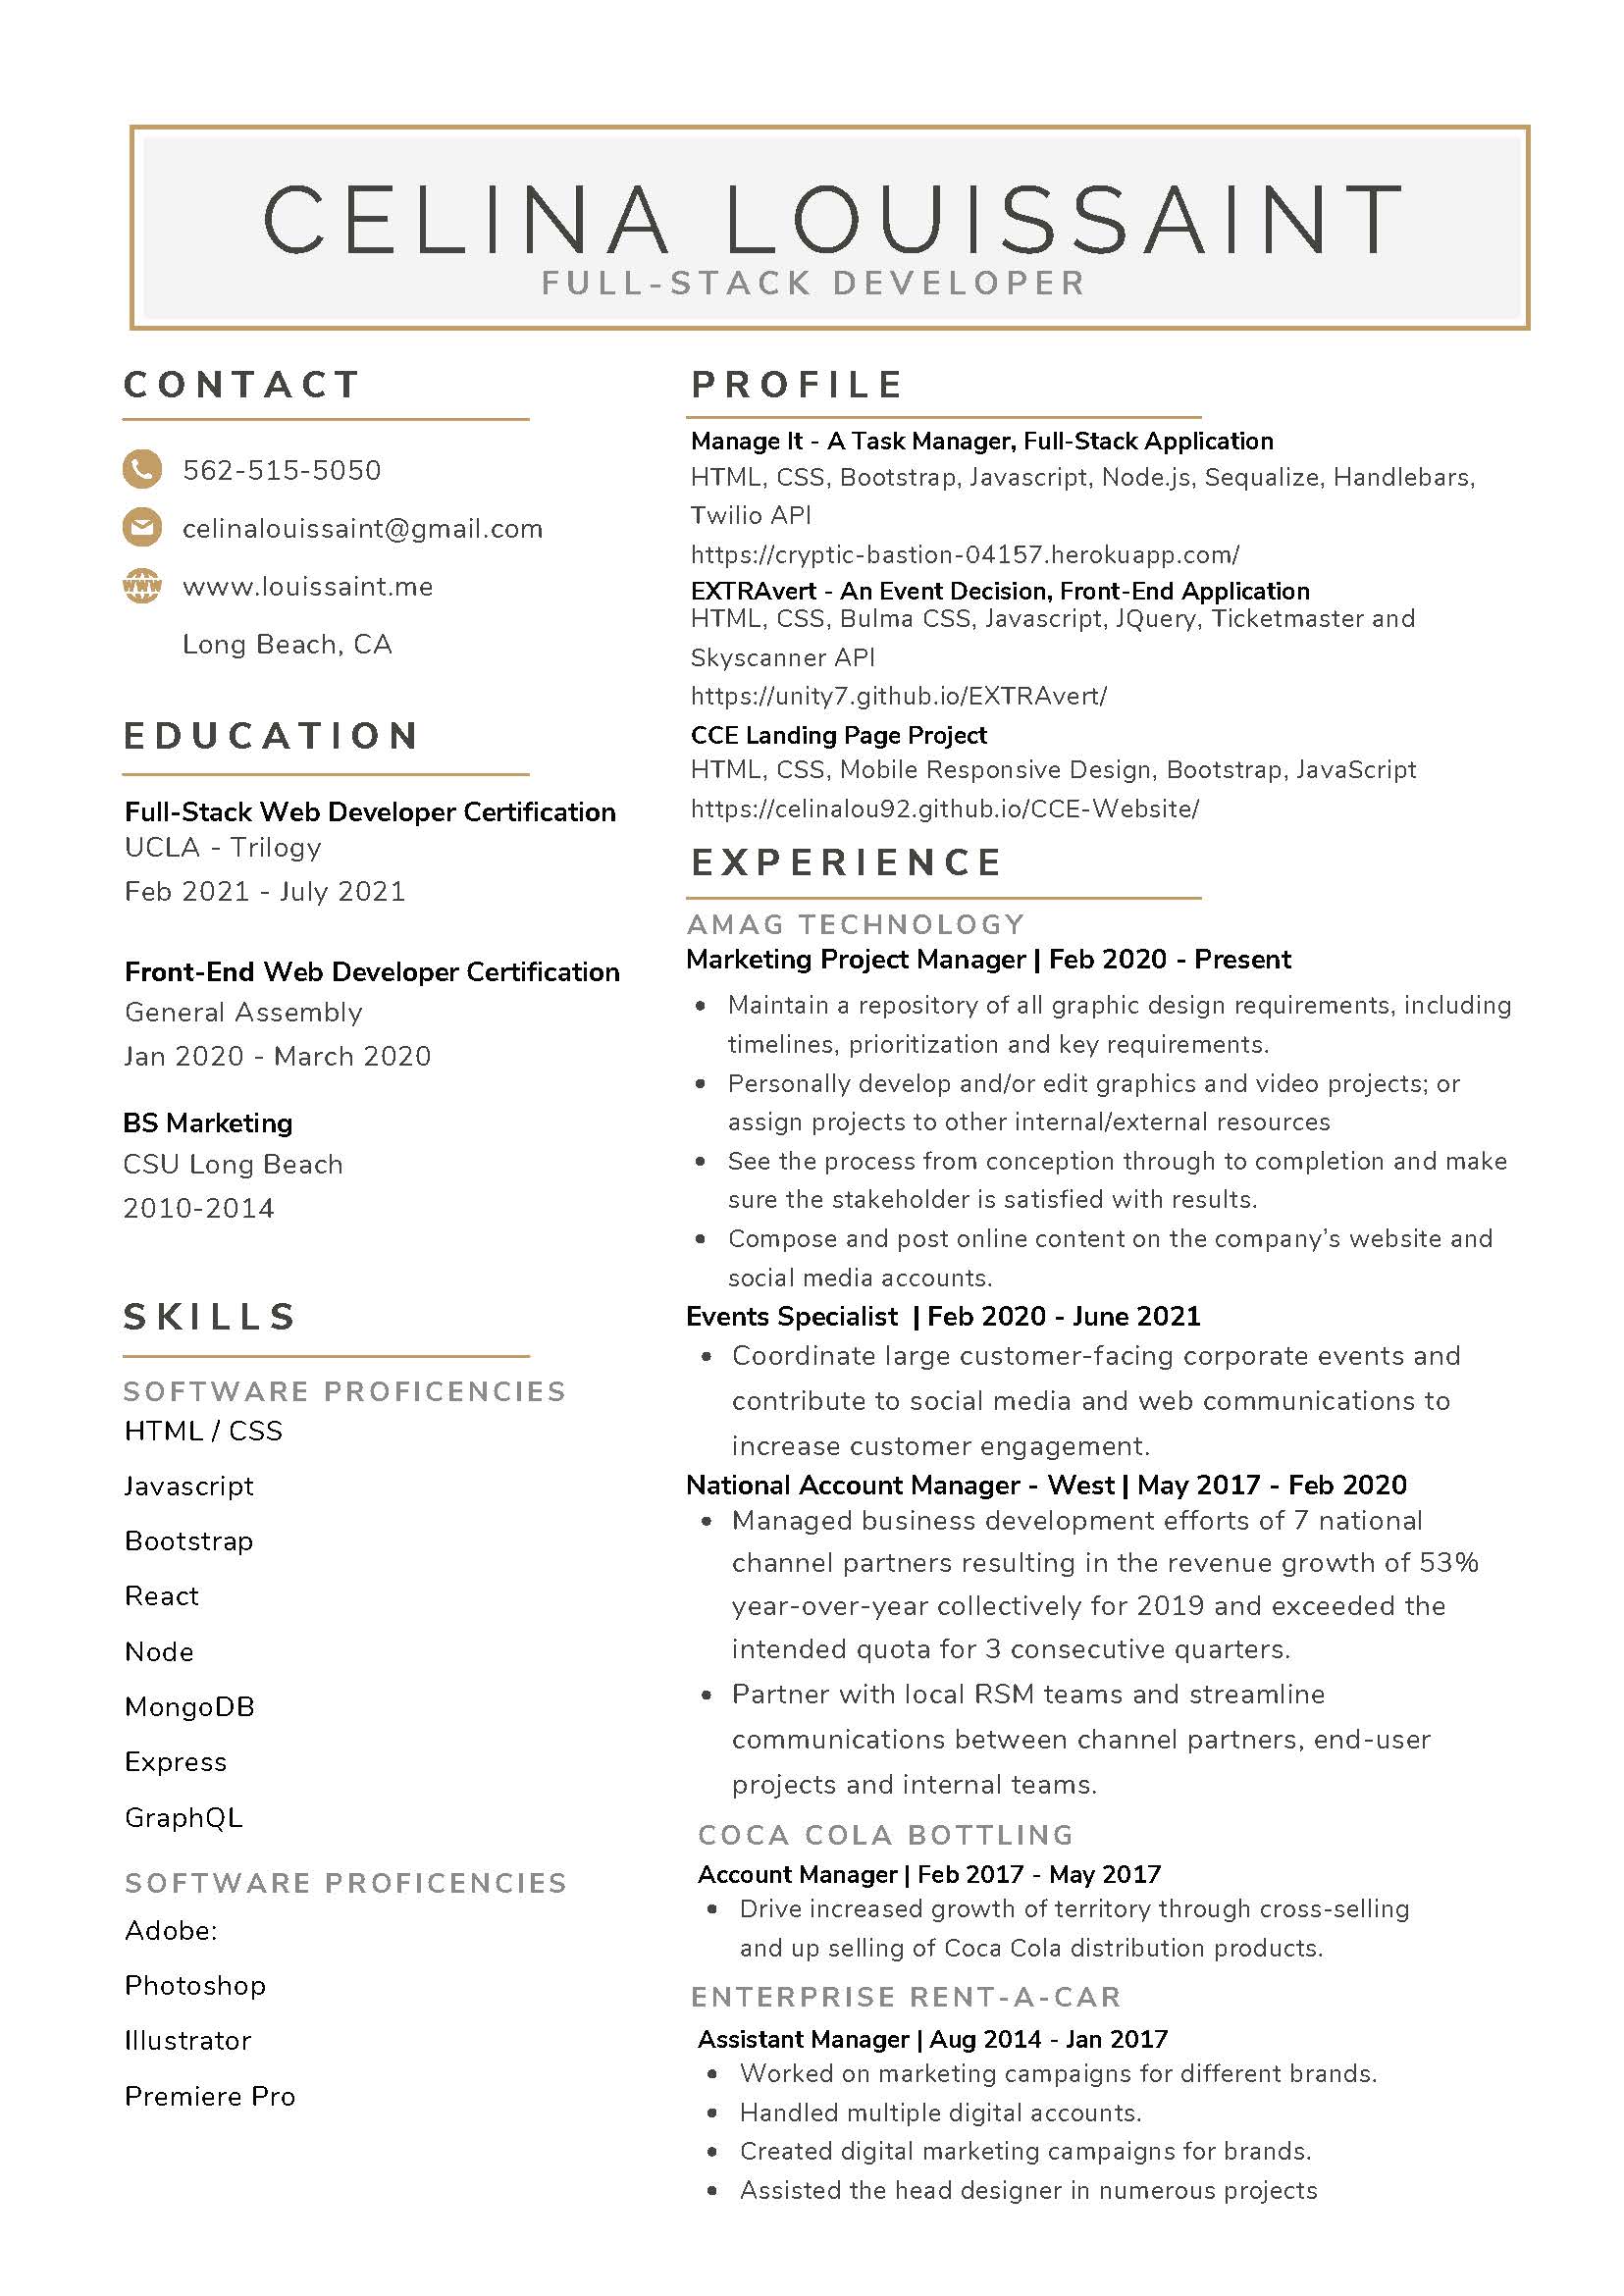 CELINA LOUISSAINT
FULL-STACK DEVELOPER
CONTACT
562-515-5050
celinalouissaint@gmail.com
www
www.louissaint.me
Long Beach, CA
EDUCATION
Full-Stack Web Developer Certification
UCLA - Trilogy
Feb 2021 - July 2021
Front-End Web Developer Certification
General Assembly
Jan 2020 - March 2020
BS Marketing
CSU Long Beach
2010-2014
SKILLS
SOFTWARE PROFICENCIES
HTML / CSS
Javascript
Bootstrap
React
Node
MongoDB
Express
GraphQL
SOFTWARE PROFICENCIES
Adobe:
Photoshop
Illustrator
Premiere Pro
PROFILE
Manage It - A Task Manager, Full-Stack Application
HTML, CSS, Bootstrap, Javascript, Node.js, Sequalize, Handlebars,
Twilio API
https://cryptic-bastion-04157.herokuapp.com/
EXTRAvert - An Event Decision, Front-End Application
HTML, CSS, Bulma CSS, Javascript, JQuery, Ticketmaster and
Skyscanner API
https://unity7.github.io/EXTRAvert/
CCE Landing Page Project
HTML, CSS, Mobile Responsive Design, Bootstrap, JavaScript
https://celinalou92.github.io/CCE-Website/
EXPERIENCE
AMAG TECHNOLOGY
Marketing Project Manager | Feb 2020 - Present
• Maintain a repository of all graphic design requirements, including
timelines, prioritization and key requirements.
• Personally develop and/or edit graphics and video projects; or
assign projects to other internal/external resources
• See the process from conception through to completion and make
sure the stakeholder is satisfied with results.
• Compose and post online content on the company's website and
social media accounts.
Events Specialist | Feb 2020 - June 2021
• Coordinate large customer-facing corporate events and
contribute to social media and web communications to
increase customer engagement.
National Account Manager - West | May 2017 - Feb 2020
• Managed business development efforts of 7 national
channel partners resulting in the revenue growth of 53%
year-over-year collectively for 2019 and exceeded the
intended quota for 3 consecutive quarters.
• Partner with local RSM teams and streamline
communications between channel partners, end-user
projects and internal teams.
COCA COLA BOTTLING
Account Manager | Feb 2017 - May 2017
• Drive increased growth of territory through cross-selling
and up selling of Coca Cola distribution products.
ENTERPRISE RENT-A-CAR
Assistant Manager | Aug 2014 - Jan 2017
• Worked on marketing campaigns for different brands.
• Handled multiple digital accounts.
• Created digital marketing campaigns for brands.
• Assisted the head designer in numerous projects